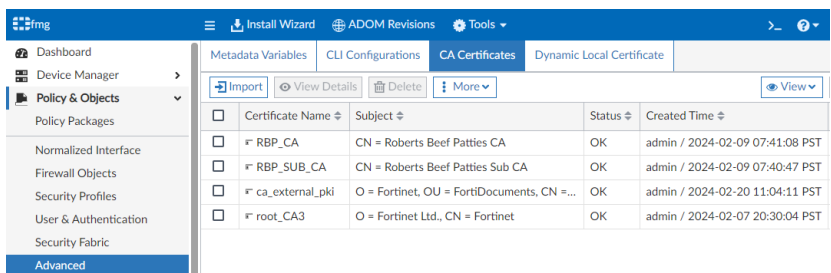 fmg
Install Wizard ADOM Revisions Tools >_ ?
Dashboard
Device Manager
Policy & Objects
Policy Packages
Normalized Interface
Firewall Objects
Security Profiles
User & Authentication
Security Fabric
Advanced
Metadata Variables CLI Configurations CA Certificates Dynamic Local Certificate
Import View Details Delete More View
Certificate Name Subject Status Created Time
RBP_CA CN = Roberts Beef Patties CA OK admin / 2024-02-09 07:41:08 PST
RBP_SUB_CA CN = Roberts Beef Patties Sub CA OK admin / 2024-02-09 07:40:47 PST
ca_external_pki O = Fortinet, OU = FortiDocuments, CN =... OK admin / 2024-02-20 11:04:11 PST
root_CA3 O = Fortinet Ltd., CN = Fortinet OK admin / 2024-02-07 20:30:04 PST